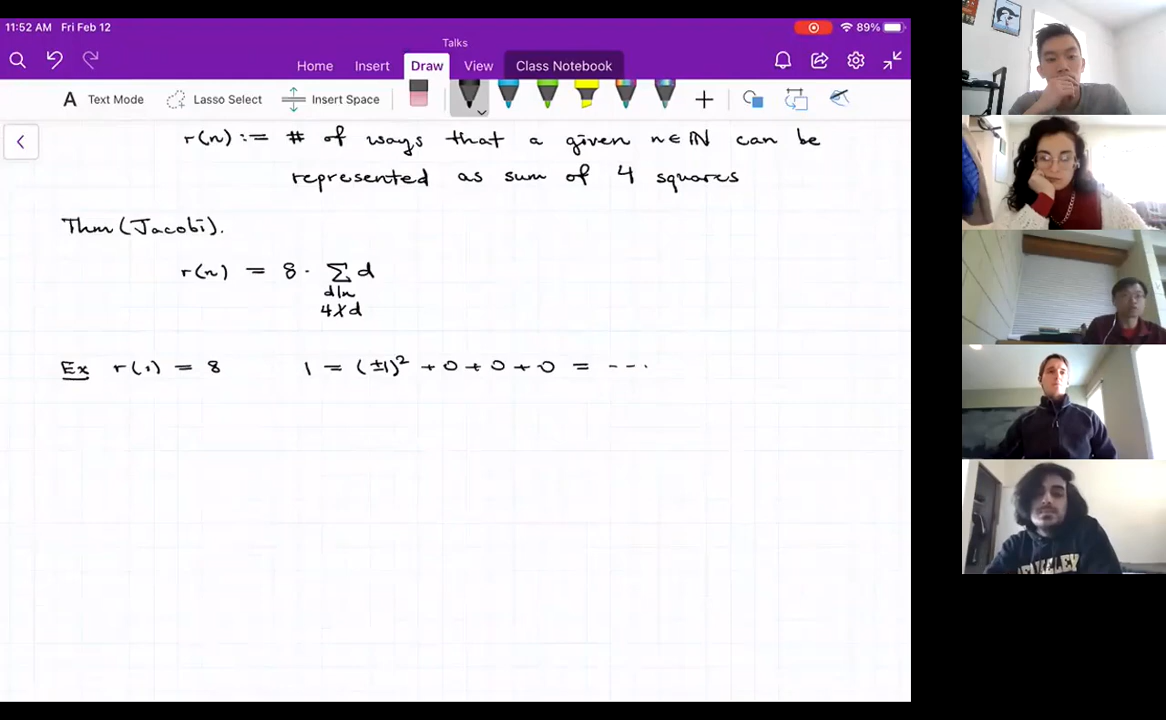 11:52 AM Fri Feb 12
89%
Talks
Home Insert Draw View Class Notebook
Text Mode Lasso Select Insert Space
r(n) := # of ways that a given n∈ℕ can be
represented as sum of 4 squares
Thm (Jacobi).
r(n) = 8 · Σ d
d|n
4∤d
Ex r(1) = 8 1 = (±1)² + 0 + 0 + 0 = ---
BERKELEY